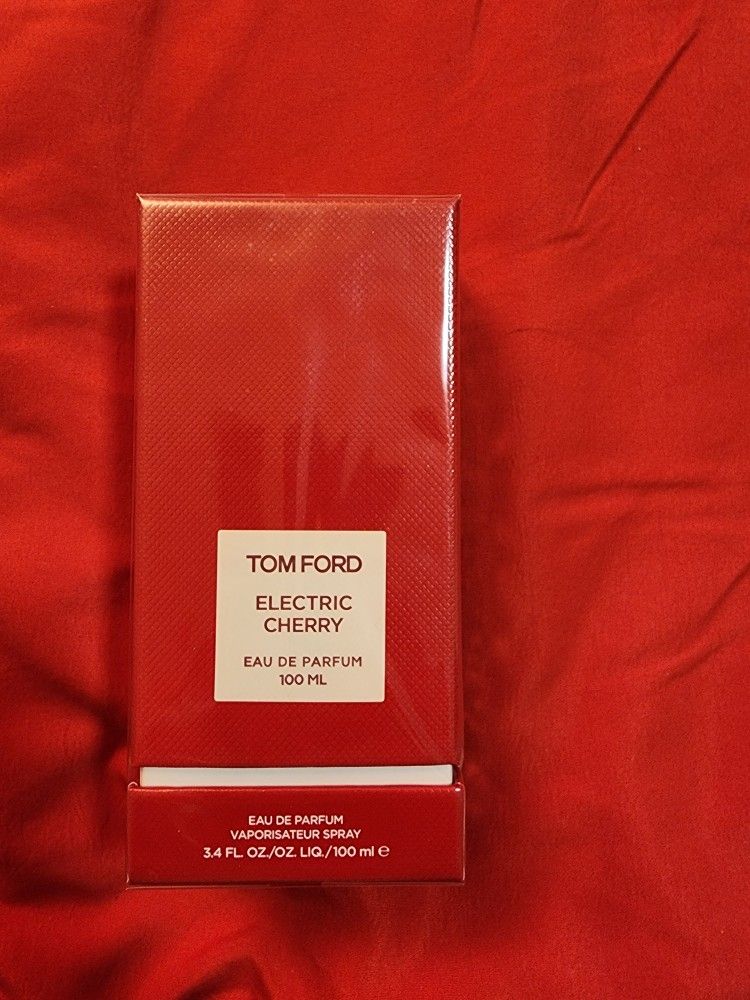 TOM FORD
ELECTRIC
CHERRY
EAU DE PARFUM
100 ML
EAU DE PARFUM
VAPORISATEUR SPRAY
3.4 FL. OZ./OZ. LIQ./100 ml ℮